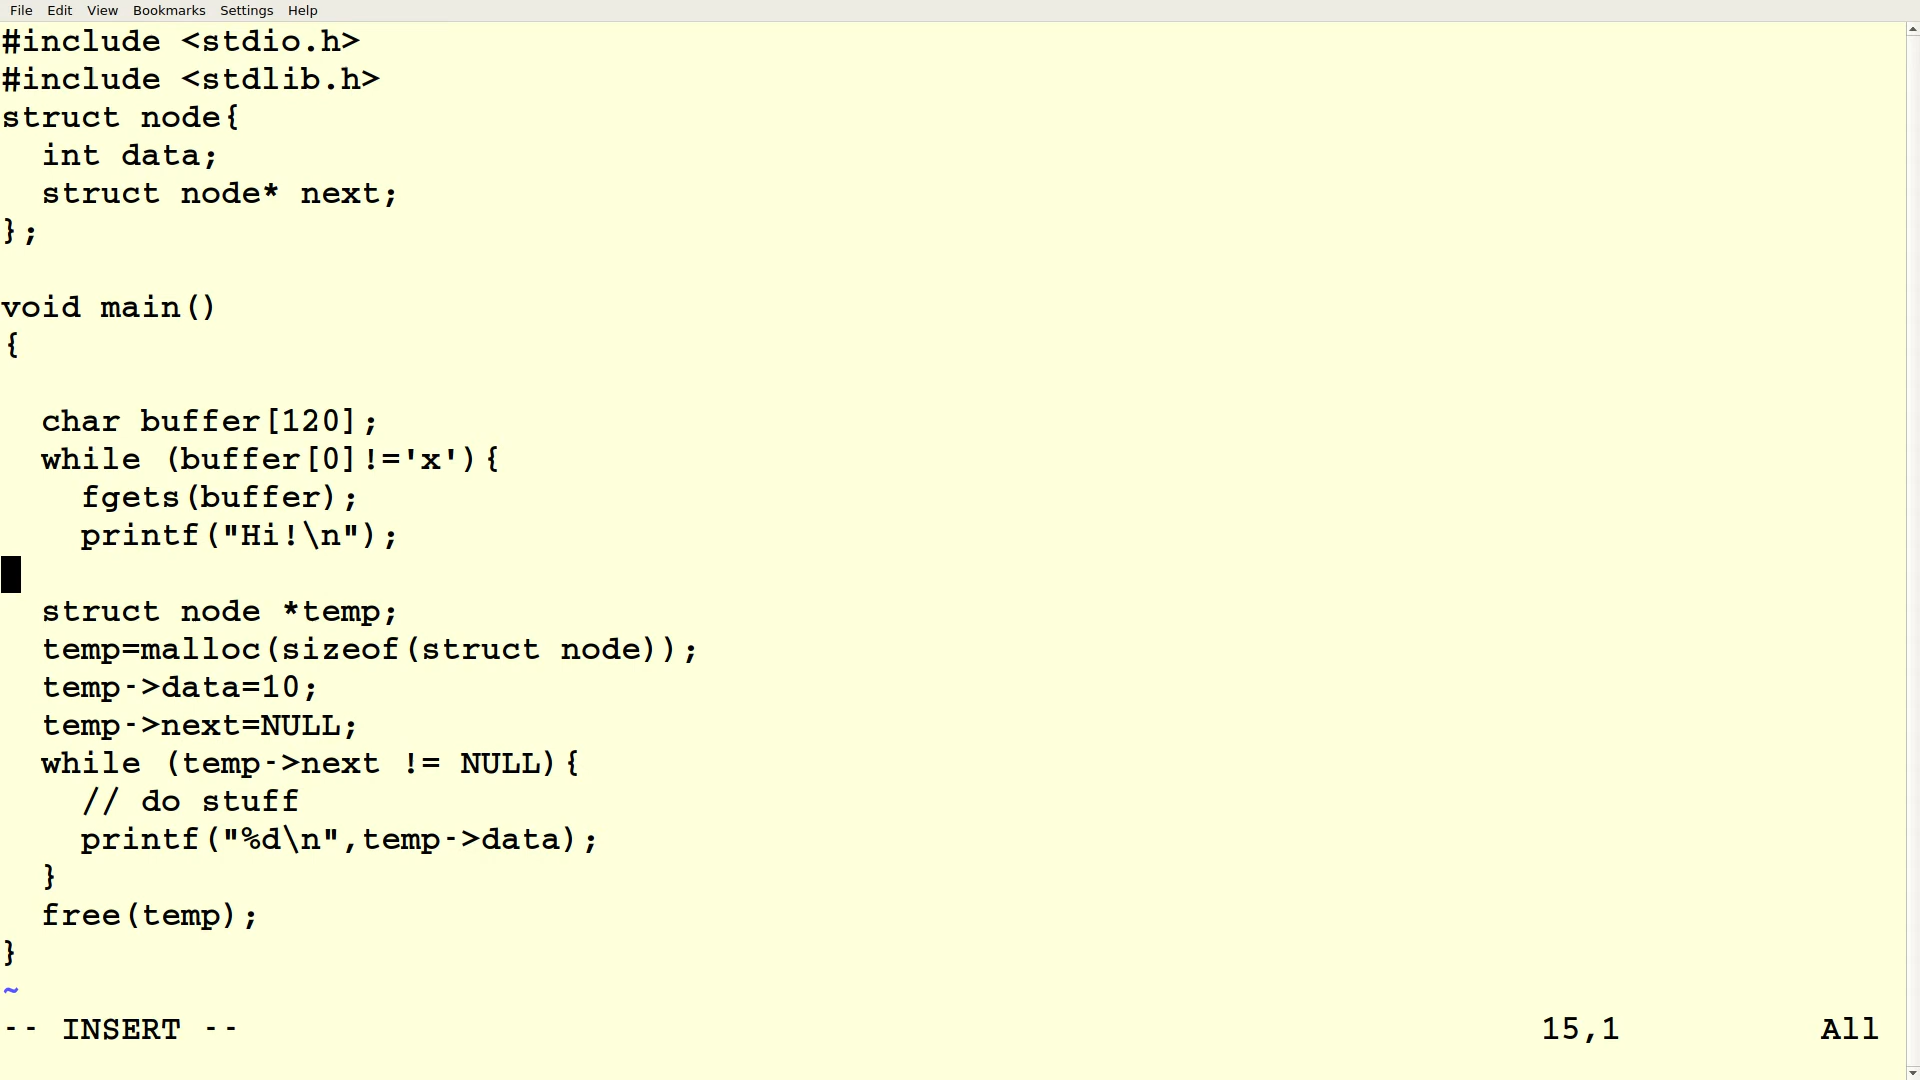 File Edit View Bookmarks Settings Help
#include <stdio.h>
#include <stdlib.h>
struct node{
  int data;
  struct node* next;
};

void main()
{

  char buffer[120];
  while (buffer[0]!='x'){
    fgets(buffer);
    printf("Hi!\n");

  struct node *temp;
  temp=malloc(sizeof(struct node));
  temp->data=10;
  temp->next=NULL;
  while (temp->next != NULL){
    // do stuff
    printf("%d\n",temp->data);
  }
  free(temp);
}
~
-- INSERT -- 15,1 All